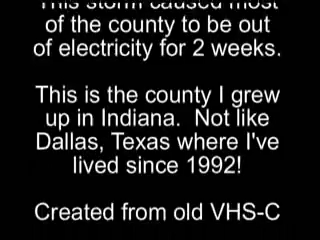 This storm caused most
of the county to be out
of electricity for 2 weeks.
This is the county I grew
up in Indiana.  Not like
Dallas, Texas where I've
lived since 1992!
Created from old VHS-C